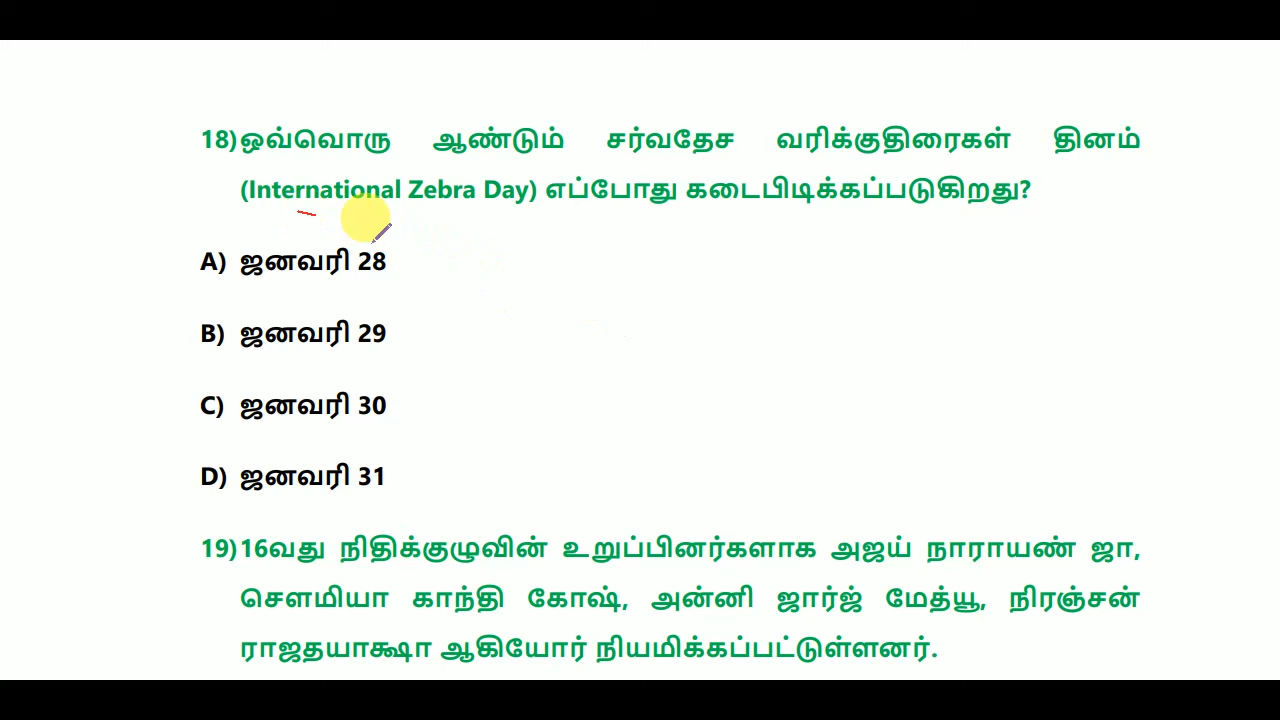 18)ஒவ்வொரு ஆண்டும் சர்வதேச வரிக்குதிரைகள் தினம்
(International Zebra Day) எப்போது கடைபிடிக்கப்படுகிறது?
A) ஜனவரி 28
B) ஜனவரி 29
C) ஜனவரி 30
D) ஜனவரி 31
19)16வது நிதிக்குழுவின் உறுப்பினர்களாக அஜய் நாராயண் ஜா,
சௌமியா காந்தி கோஷ், அன்னி ஜார்ஜ் மேத்யூ, நிரஞ்சன்
ராஜதயாக்ஷா ஆகியோர் நியமிக்கப்பட்டுள்ளனர்.